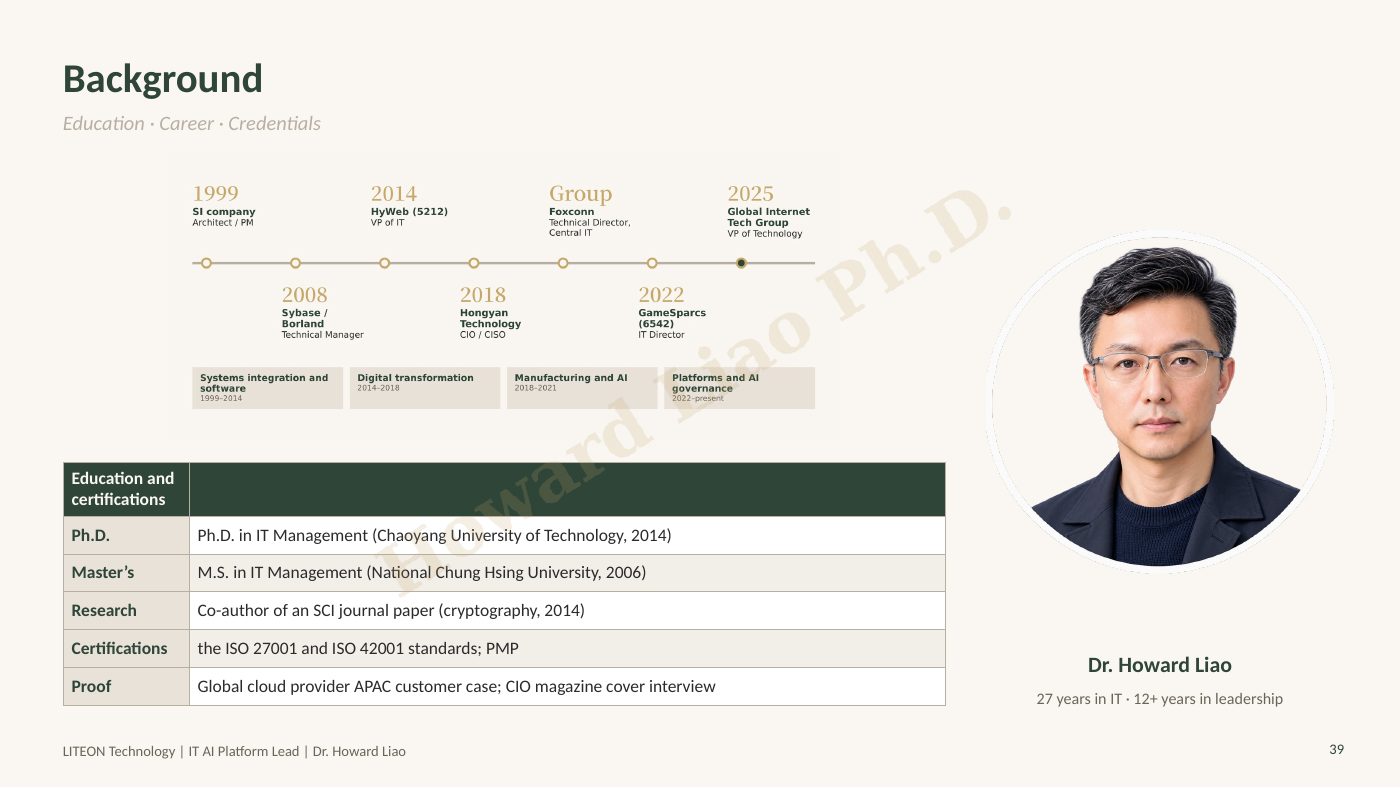 Background
Education · Career · Credentials
1999
SI company
Architect / PM
2014
HyWeb (5212)
VP of IT
Group
Foxconn
Technical Director,
Central IT
2025
Global Internet
Tech Group
VP of Technology
2008
Sybase /
Borland
Technical Manager
2018
Hongyan
Technology
CIO / CISO
2022
GameSparcs
(6542)
IT Director
Systems integration and
software
1999–2014
Digital transformation
2014–2018
Manufacturing and AI
2018–2021
Platforms and AI
governance
2022–present
Howard Liao Ph.D.
Education and
certifications
Ph.D.
Ph.D. in IT Management (Chaoyang University of Technology, 2014)
Master’s
M.S. in IT Management (National Chung Hsing University, 2006)
Research
Co-author of an SCI journal paper (cryptography, 2014)
Certifications
the ISO 27001 and ISO 42001 standards; PMP
Proof
Global cloud provider APAC customer case; CIO magazine cover interview
Dr. Howard Liao
27 years in IT · 12+ years in leadership
LITEON Technology | IT AI Platform Lead | Dr. Howard Liao
39